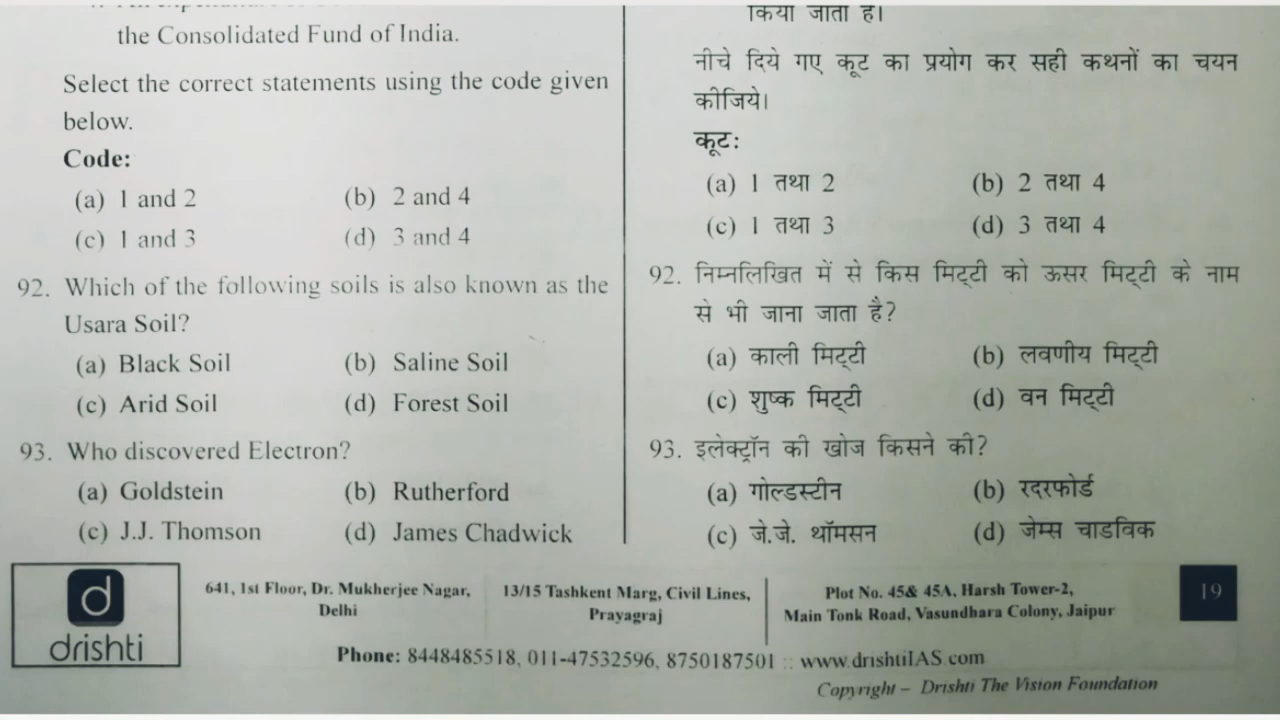 the Consolidated Fund of India.
Select the correct statements using the code given
below.
Code:
(a) 1 and 2 (b) 2 and 4
(c) 1 and 3 (d) 3 and 4
92. Which of the following soils is also known as the
Usara Soil?
(a) Black Soil (b) Saline Soil
(c) Arid Soil (d) Forest Soil
93. Who discovered Electron?
(a) Goldstein (b) Rutherford
(c) J.J. Thomson (d) James Chadwick
किया जाता है।
नीचे दिये गए कूट का प्रयोग कर सही कथनों का चयन
कीजिये।
कूट:
(a) 1 तथा 2 (b) 2 तथा 4
(c) 1 तथा 3 (d) 3 तथा 4
92. निम्नलिखित में से किस मिट्टी को ऊसर मिट्टी के नाम
से भी जाना जाता है?
(a) काली मिट्टी (b) लवणीय मिट्टी
(c) शुष्क मिट्टी (d) वन मिट्टी
93. इलेक्ट्रॉन की खोज किसने की?
(a) गोल्डस्टीन (b) रदरफोर्ड
(c) जे.जे. थॉमसन (d) जेम्स चाडविक
d
drishti
641, 1st Floor, Dr. Mukherjee Nagar,
Delhi
13/15 Tashkent Marg, Civil Lines,
Prayagraj
Plot No. 45& 45A, Harsh Tower-2,
Main Tonk Road, Vasundhara Colony, Jaipur
19
Phone: 8448485518, 011-47532596, 8750187501 :: www.drishtiIAS.com
Copyright – Drishti The Vision Foundation